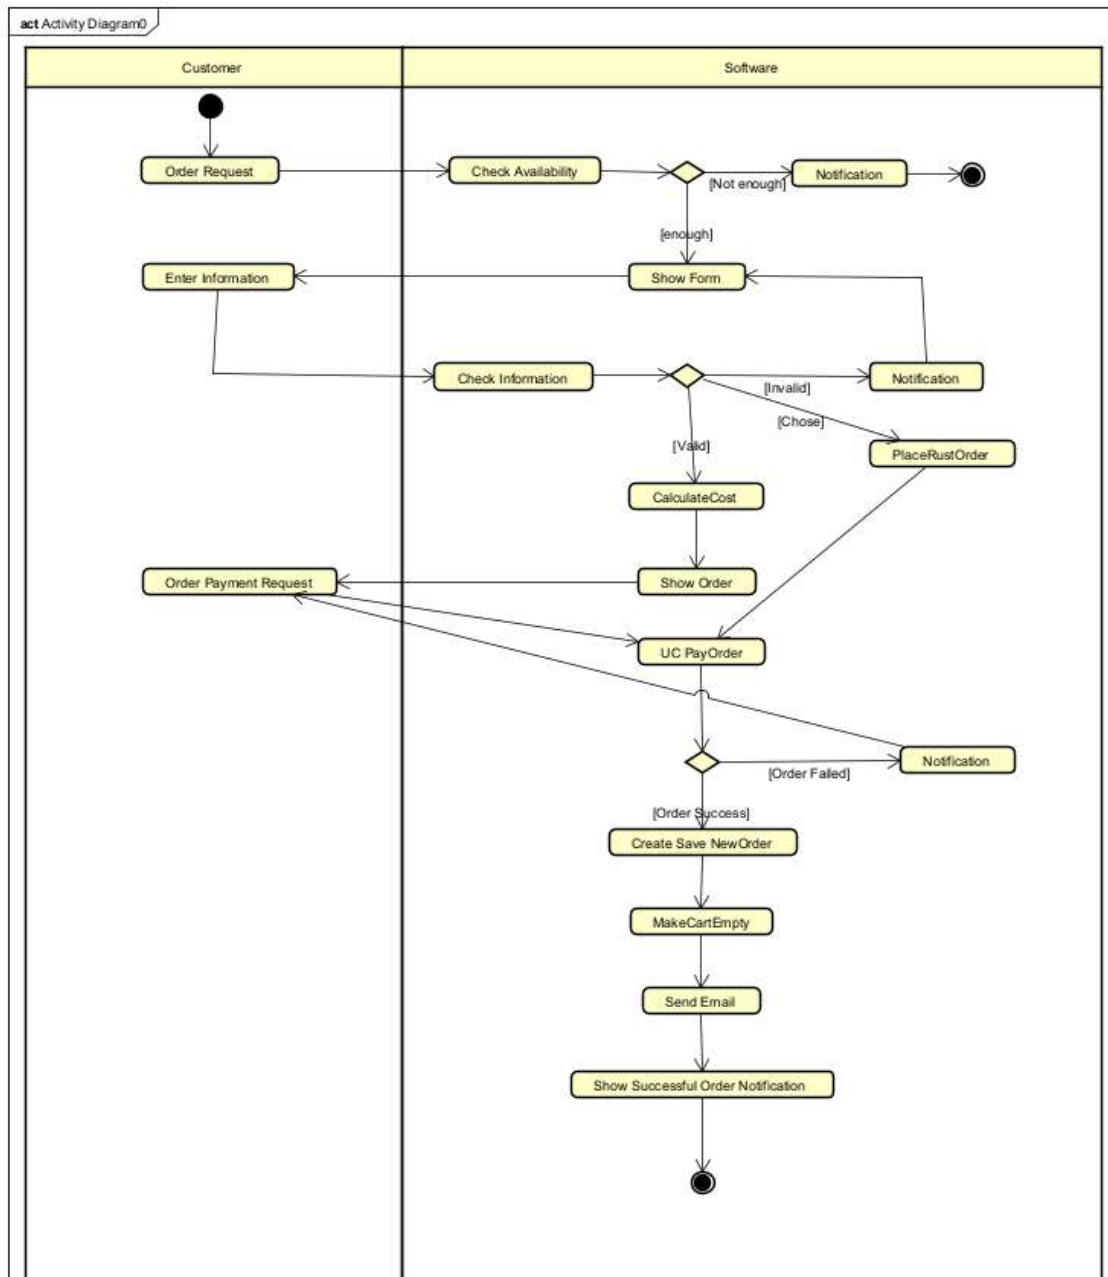 act Activity Diagram0
Customer
Software
Order Request
Check Availability
[Not enough]
Notification
[enough]
Enter Information
Show Form
Check Information
[Invalid]
Notification
[Chose]
[Valid]
PlaceRustOrder
CalculateCost
Order Payment Request
Show Order
UC PayOrder
[Order Failed]
Notification
[Order Success]
Create Save NewOrder
MakeCartEmpty
Send Email
Show Successful Order Notification